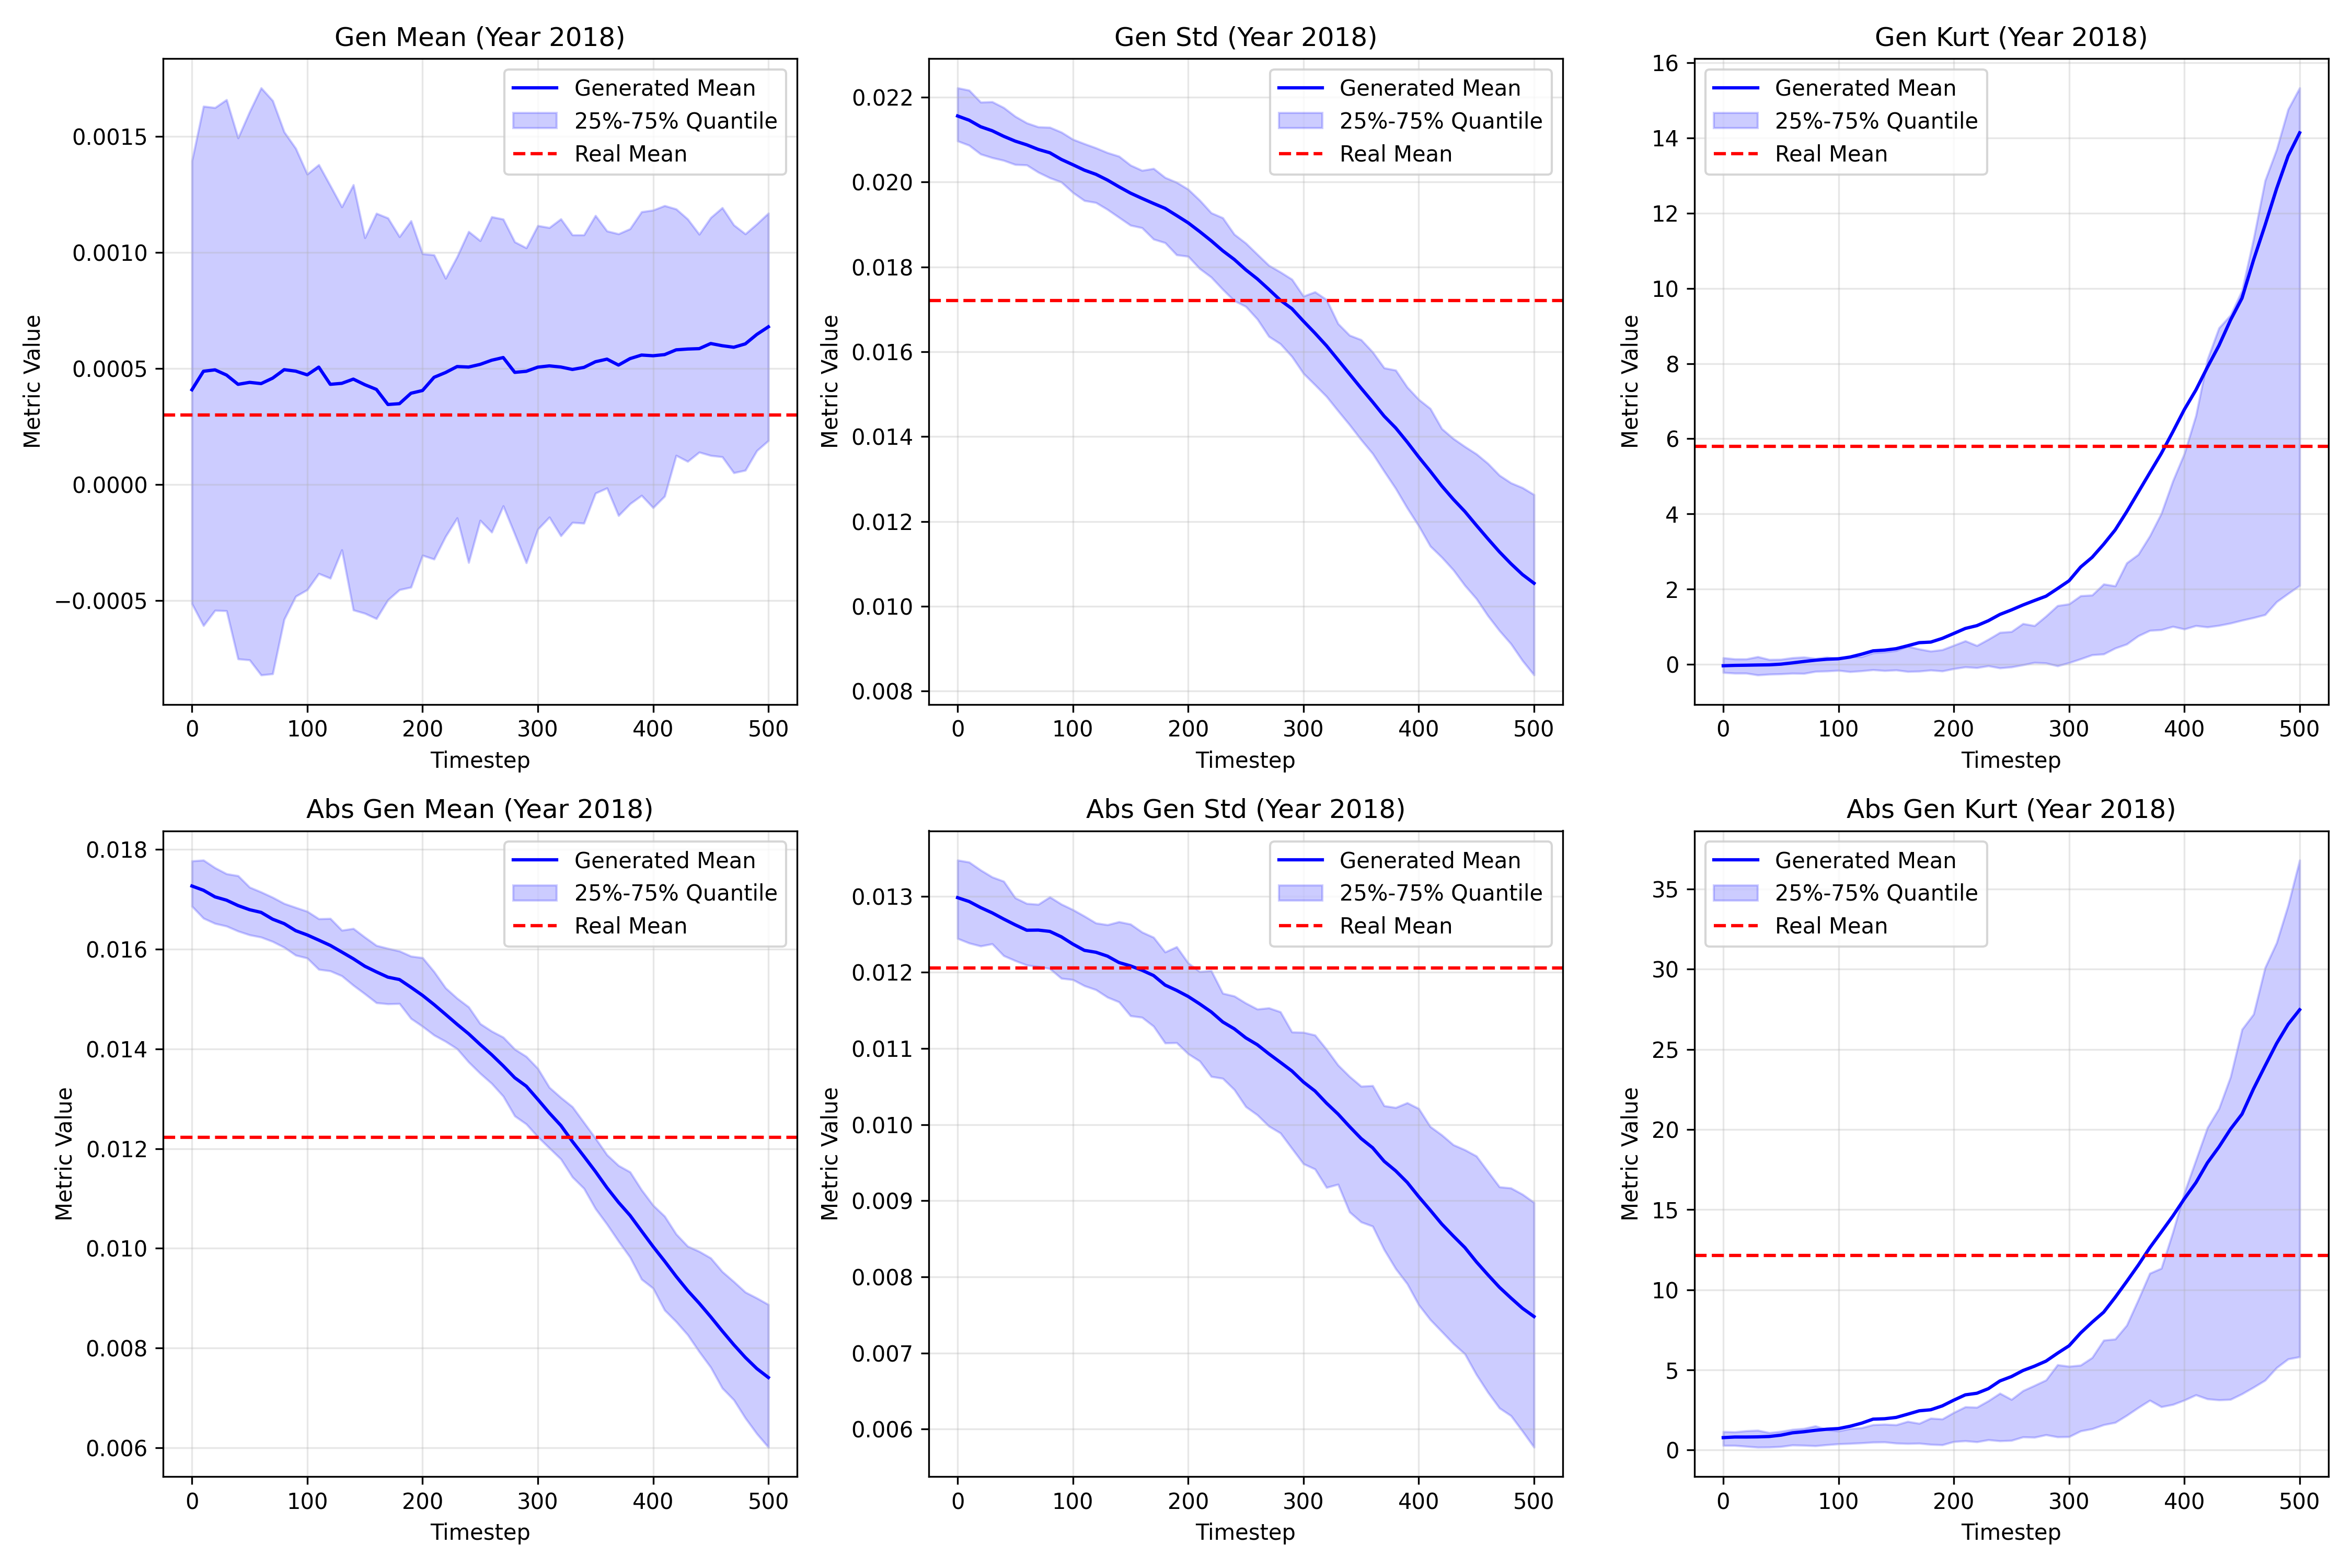 Gen Mean (Year 2018)
Metric Value
0.0015
0.0010
0.0005
0.0000
−0.0005
Generated Mean
25%-75% Quantile
Real Mean
0 100 200 300 400 500
Timestep
Gen Std (Year 2018)
Metric Value
0.022
0.020
0.018
0.016
0.014
0.012
0.010
0.008
Generated Mean
25%-75% Quantile
Real Mean
0 100 200 300 400 500
Timestep
Gen Kurt (Year 2018)
Metric Value
16
14
12
10
8
6
4
2
0
Generated Mean
25%-75% Quantile
Real Mean
0 100 200 300 400 500
Timestep
Abs Gen Mean (Year 2018)
Metric Value
0.018
0.016
0.014
0.012
0.010
0.008
0.006
Generated Mean
25%-75% Quantile
Real Mean
0 100 200 300 400 500
Timestep
Abs Gen Std (Year 2018)
Metric Value
0.013
0.012
0.011
0.010
0.009
0.008
0.007
0.006
Generated Mean
25%-75% Quantile
Real Mean
0 100 200 300 400 500
Timestep
Abs Gen Kurt (Year 2018)
Metric Value
35
30
25
20
15
10
5
0
Generated Mean
25%-75% Quantile
Real Mean
0 100 200 300 400 500
Timestep